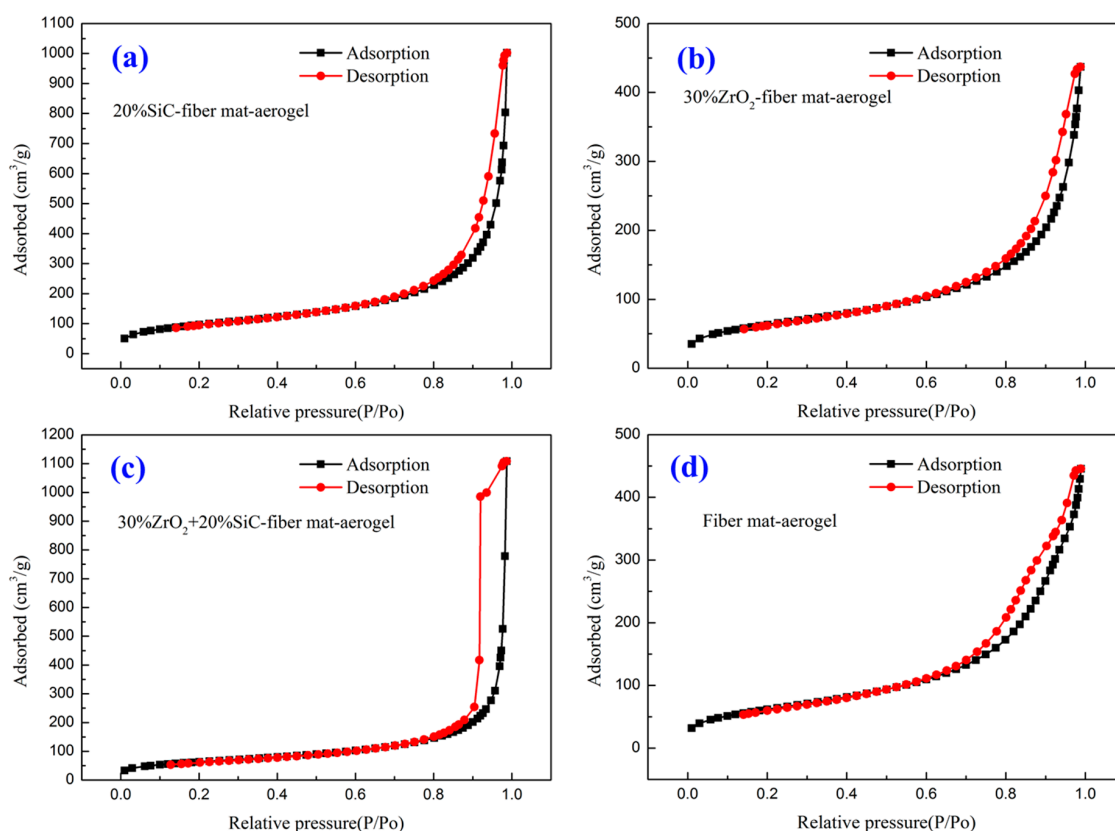 (a)
Adsorption
Desorption
20%SiC-fiber mat-aerogel
Adsorbed (cm³/g)
1100
1000
900
800
700
600
500
400
300
200
100
0
0.0 0.2 0.4 0.6 0.8 1.0
Relative pressure(P/Po)
(b)
Adsorption
Desorption
30%ZrO₂-fiber mat-aerogel
Adsorbed (cm³/g)
500
400
300
200
100
0
0.0 0.2 0.4 0.6 0.8 1.0
Relative pressure(P/Po)
(c)
Adsorption
Desorption
30%ZrO₂+20%SiC-fiber mat-aerogel
Adsorbed (cm³/g)
1200
1100
1000
900
800
700
600
500
400
300
200
100
0
0.0 0.2 0.4 0.6 0.8 1.0
Relative pressure(P/Po)
(d)
Adsorption
Desorption
Fiber mat-aerogel
Adsorbed (cm³/g)
500
400
300
200
100
0
0.0 0.2 0.4 0.6 0.8 1.0
Relative pressure(P/Po)